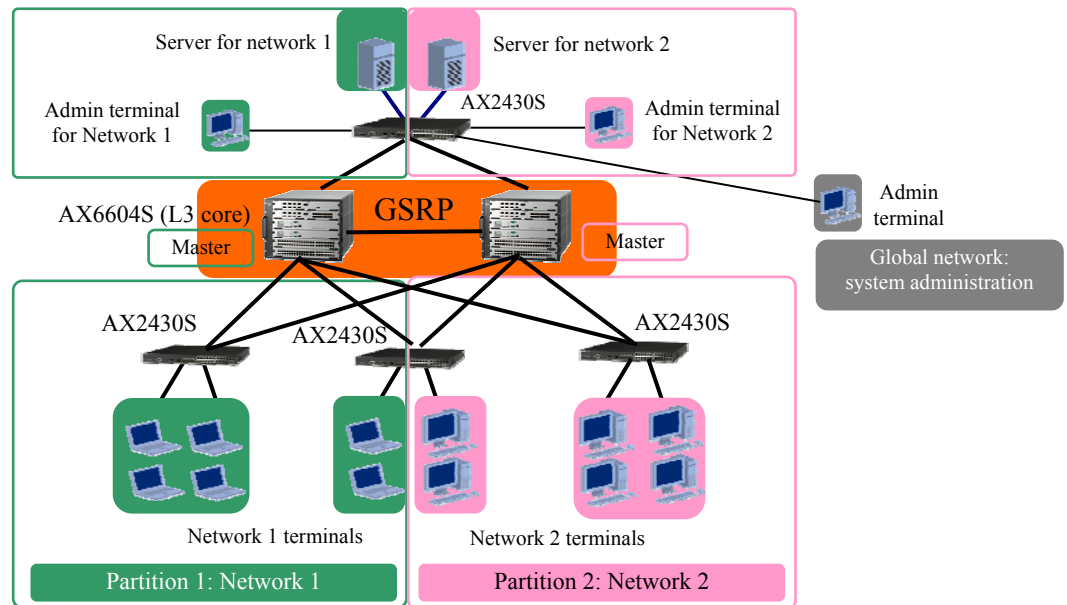 Server for network 1
Server for network 2
AX2430S
Admin terminal
for Network 1
Admin terminal
for Network 2
AX6604S (L3 core)
GSRP
Master
Master
Admin
terminal
Global network:
system administration
AX2430S
AX2430S
AX2430S
Network 1 terminals
Network 2 terminals
Partition 1: Network 1
Partition 2: Network 2